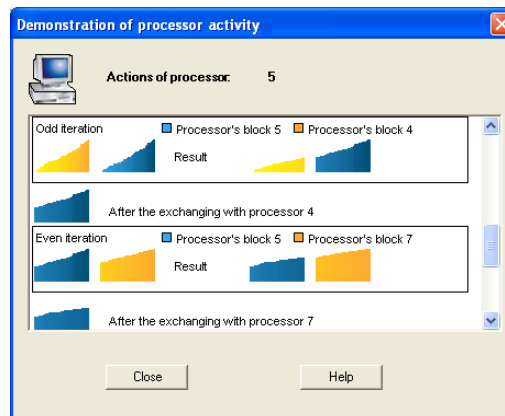 Demonstration of processor activity
Actions of processor: 5
Odd iteration Processor's block 5 Processor's block 4
Result
After the exchanging with processor 4
Even iteration Processor's block 5 Processor's block 7
Result
After the exchanging with processor 7
Close Help